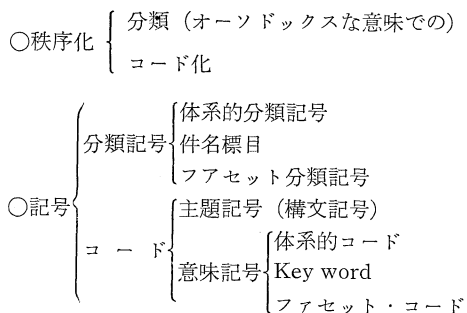 ○秩序化
分類（オーソドックスな意味での）
コード化
○記号
分類記号
体系的分類記号
件名標目
フアセット分類記号
コード
主題記号（構文記号）
意味記号
体系的コード
Key word
ファセット・コード